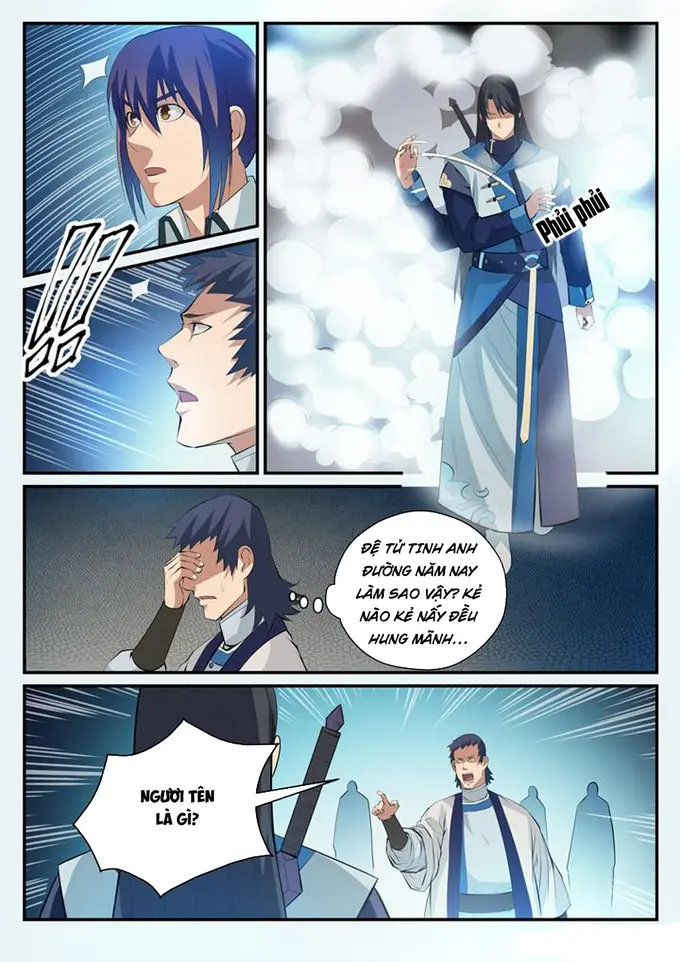 Phủi phủi
!!!
ĐỆ TỬ TINH ANH
ĐƯỜNG NĂM NAY
LÀM SAO VẬY? KẺ
NÀO KẺ NẤY ĐỀU
HUNG MÃNH...
NGƯƠI TÊN
LÀ GÌ?